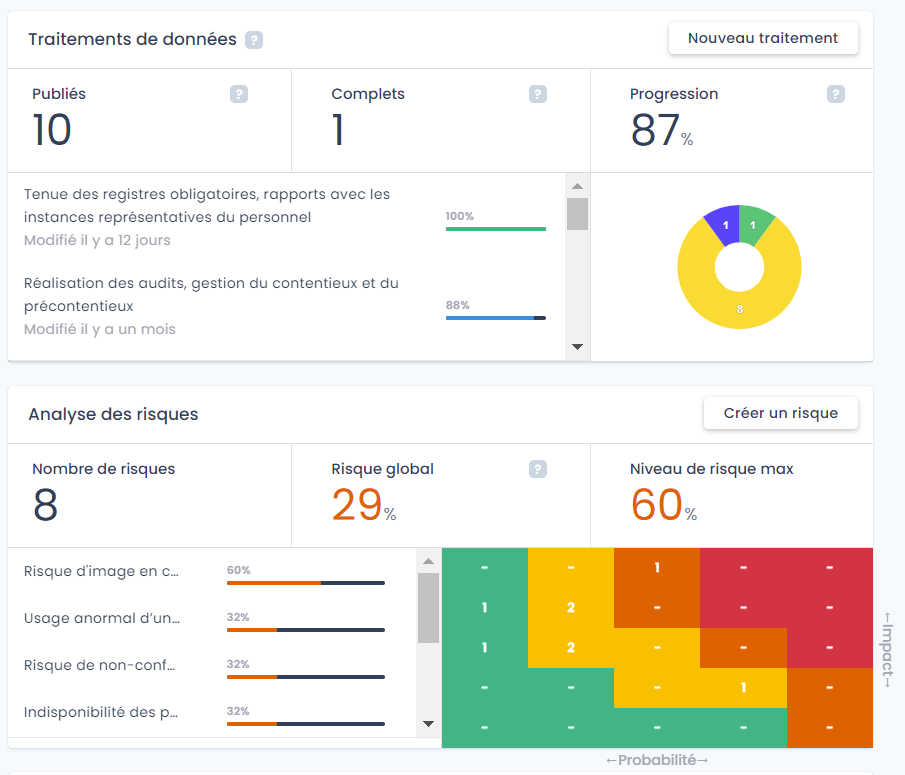 Traitements de données ?
Nouveau traitement
Publiés ?
10
Complets ?
1
Progression ?
87%
Tenue des registres obligatoires, rapports avec les
instances représentatives du personnel
Modifié il y a 12 jours
100%
Réalisation des audits, gestion du contentieux et du
précontentieux
Modifié il y a un mois
88%
1 1
8
Analyse des risques
Créer un risque
Nombre de risques
8
Risque global ?
29%
Niveau de risque max
60%
Risque d'image en c...
60%
Usage anormal d’un...
32%
Risque de non-conf...
32%
Indisponibilité des p...
32%
- - 1 - -
1 2 - - -
1 2 - - -
- - - 1 -
- - - - -
←Impact→
←Probabilité→